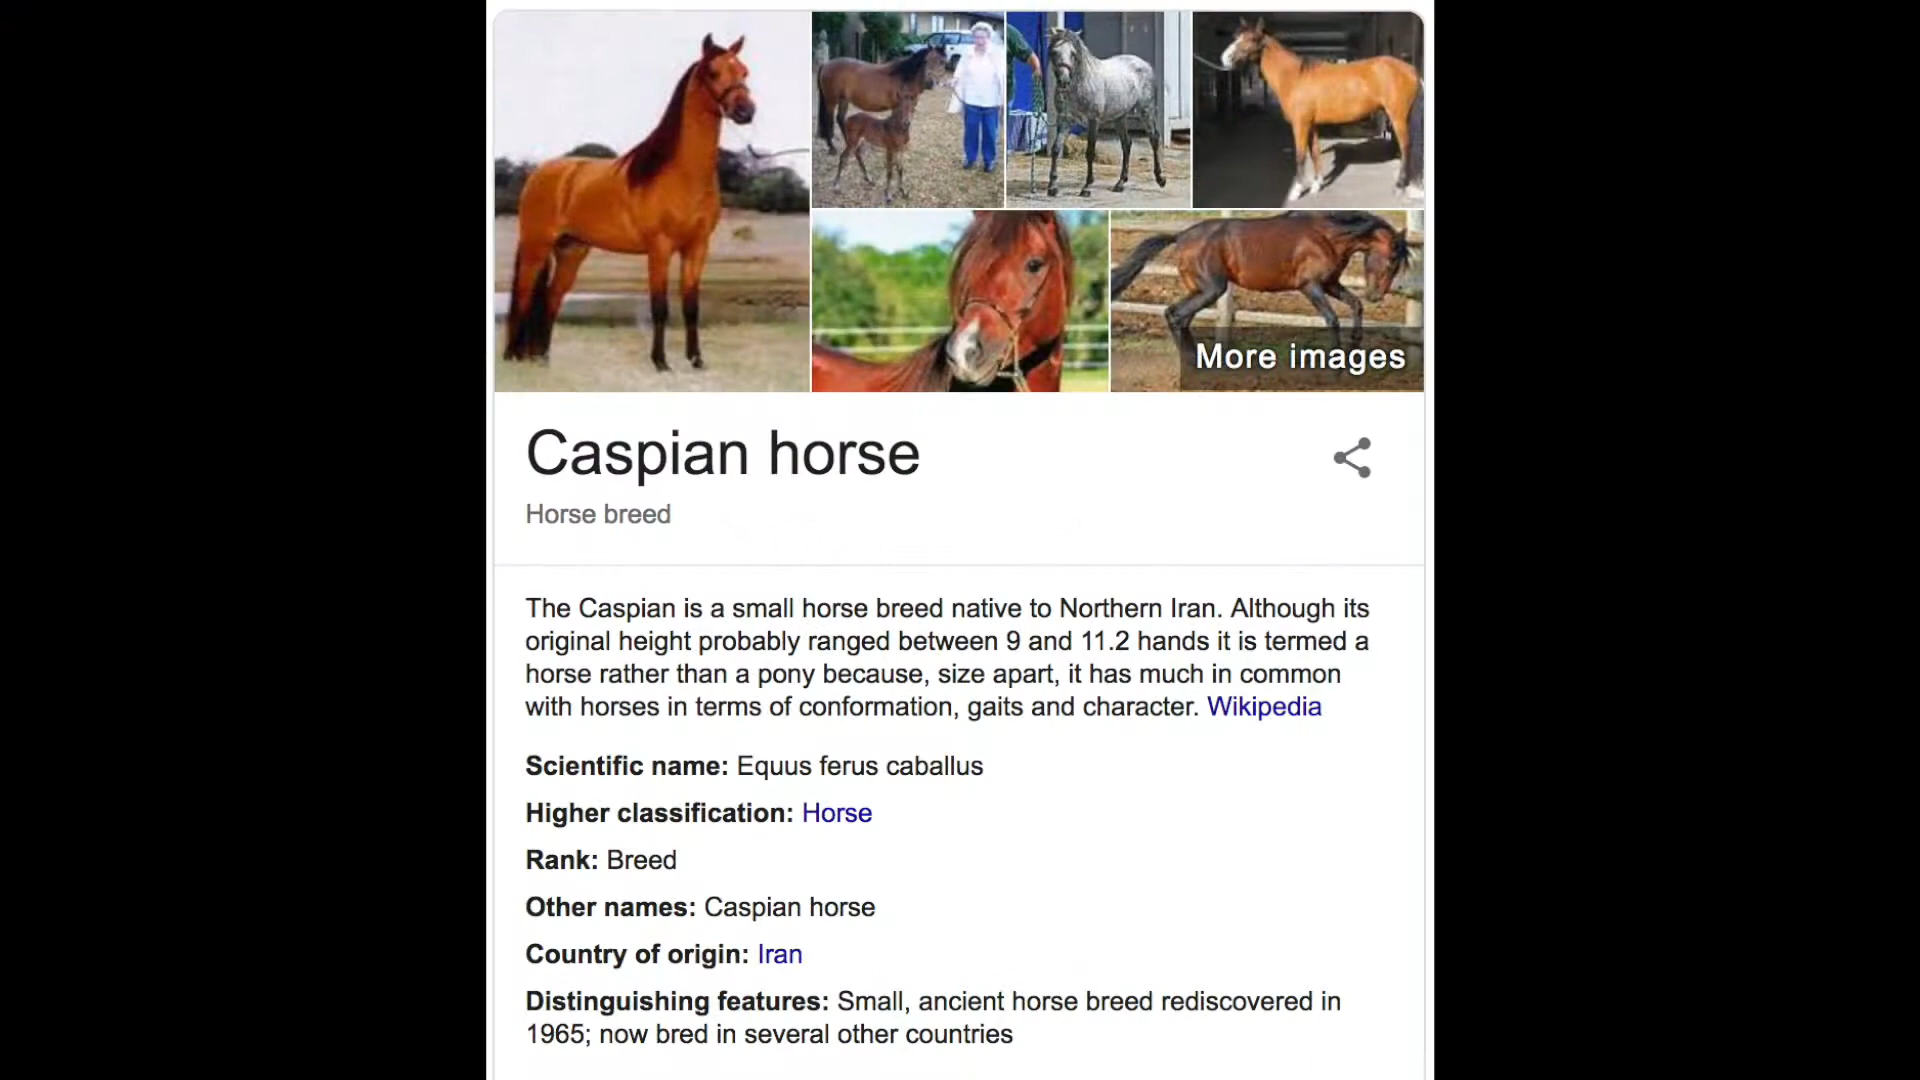 More images
Caspian horse
Horse breed
The Caspian is a small horse breed native to Northern Iran. Although its
original height probably ranged between 9 and 11.2 hands it is termed a
horse rather than a pony because, size apart, it has much in common
with horses in terms of conformation, gaits and character. Wikipedia
Scientific name: Equus ferus caballus
Higher classification: Horse
Rank: Breed
Other names: Caspian horse
Country of origin: Iran
Distinguishing features: Small, ancient horse breed rediscovered in
1965; now bred in several other countries